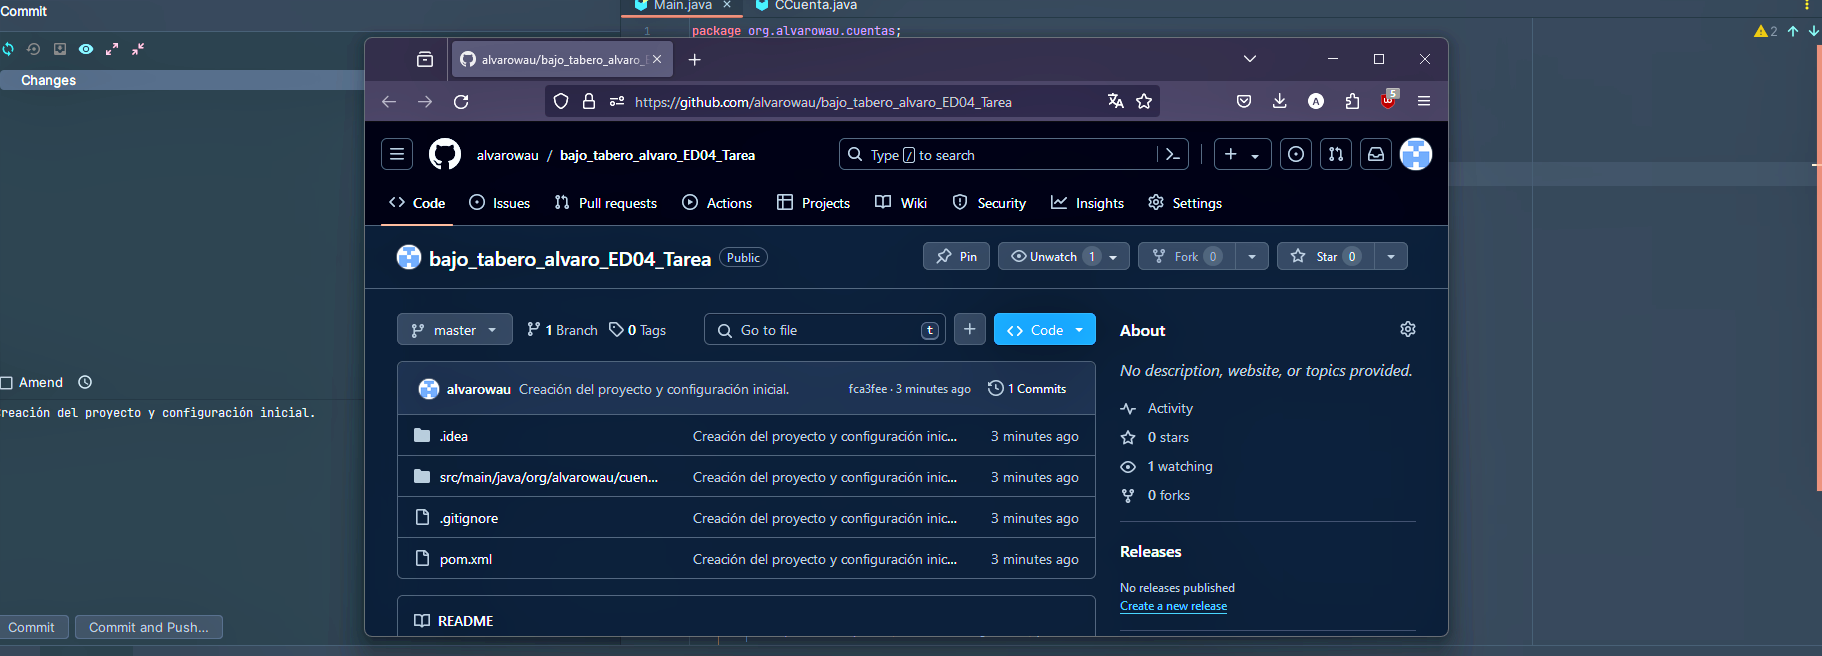 Commit
Main.java
CCuenta.java
1
package org.alvarowau.cuentas;
2
Changes
Amend
reación del proyecto y configuración inicial.
Commit
Commit and Push...
alvarowau/bajo_tabero_alvaro_
https://github.com/alvarowau/bajo_tabero_alvaro_ED04_Tarea
A
5
alvarowau / bajo_tabero_alvaro_ED04_Tarea
Type / to search
Code
Issues
Pull requests
Actions
Projects
Wiki
Security
Insights
Settings
bajo_tabero_alvaro_ED04_Tarea
Public
Pin
Unwatch 1
Fork 0
Star 0
master
1 Branch
0 Tags
Go to file
t
Code
alvarowau Creación del proyecto y configuración inicial.
fca3fee · 3 minutes ago
1 Commits
.idea
Creación del proyecto y configuración inic...
3 minutes ago
src/main/java/org/alvarowau/cuen...
Creación del proyecto y configuración inic...
3 minutes ago
.gitignore
Creación del proyecto y configuración inic...
3 minutes ago
pom.xml
Creación del proyecto y configuración inic...
3 minutes ago
README
About
No description, website, or topics provided.
Activity
0 stars
1 watching
0 forks
Releases
No releases published
Create a new release